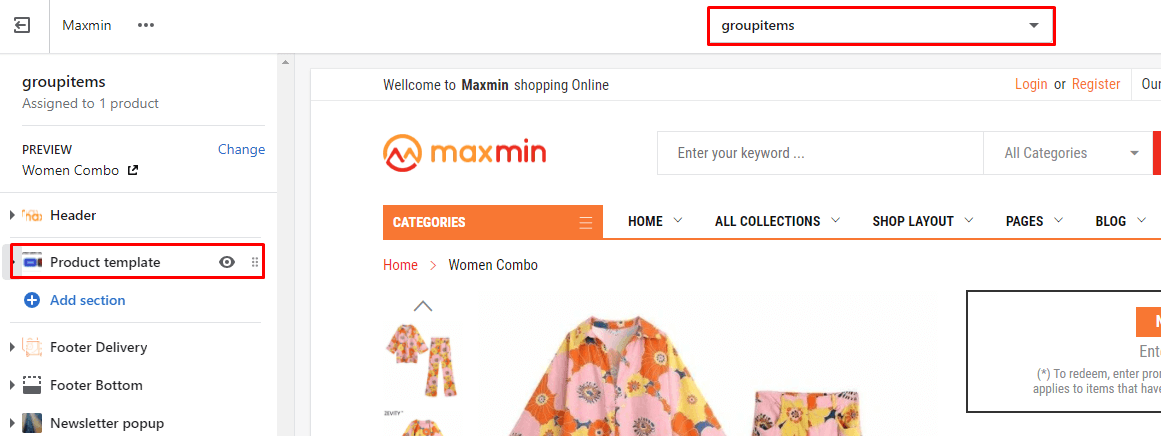 Maxmin ...
groupitems
groupitems
Assigned to 1 product
PREVIEW Change
Women Combo
Header
Product template
Add section
Footer Delivery
Footer Bottom
Newsletter popup
Wellcome to Maxmin shopping Online
Login or Register Our
maxmin
Enter your keyword ...
All Categories
CATEGORIES
HOME ALL COLLECTIONS SHOP LAYOUT PAGES BLOG
Home > Women Combo
ZEVITY
Ente
(*) To redeem, enter pro
applies to items that have